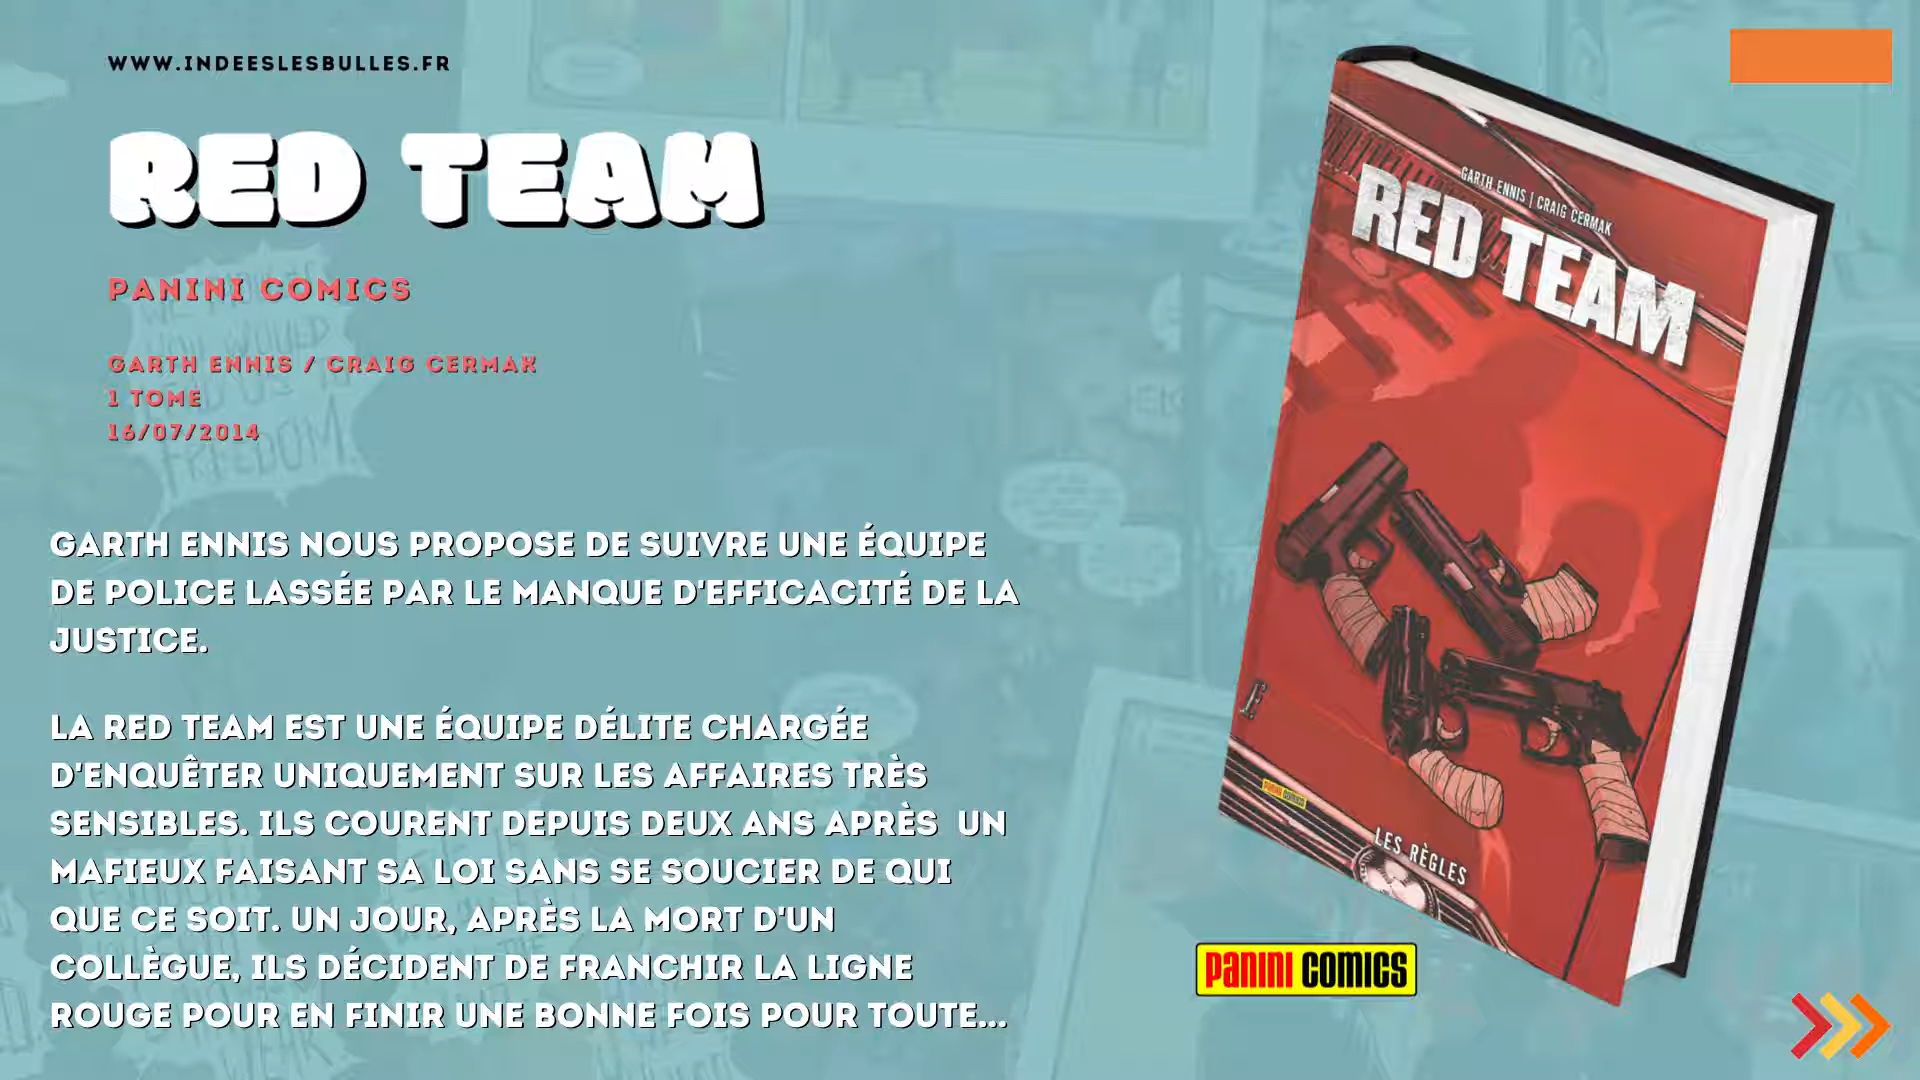 WWW.INDEESLESBULLES.FR
RED TEAM
PANINI COMICS
GARTH ENNIS / CRAIG CERMAK
1 TOME
16/07/2014
GARTH ENNIS NOUS PROPOSE DE SUIVRE UNE ÉQUIPE
DE POLICE LASSÉE PAR LE MANQUE D'EFFICACITÉ DE LA
JUSTICE.
LA RED TEAM EST UNE ÉQUIPE DÉLITE CHARGÉE
D'ENQUÊTER UNIQUEMENT SUR LES AFFAIRES TRÈS
SENSIBLES. ILS COURENT DEPUIS DEUX ANS APRÈS UN
MAFIEUX FAISANT SA LOI SANS SE SOUCIER DE QUI
QUE CE SOIT. UN JOUR, APRÈS LA MORT D'UN
COLLÈGUE, ILS DÉCIDENT DE FRANCHIR LA LIGNE
ROUGE POUR EN FINIR UNE BONNE FOIS POUR TOUTE...
GARTH ENNIS | CRAIG CERMAK
RED TEAM
PANINI COMICS
LES RÈGLES
PANINI COMICS
FREEDOM